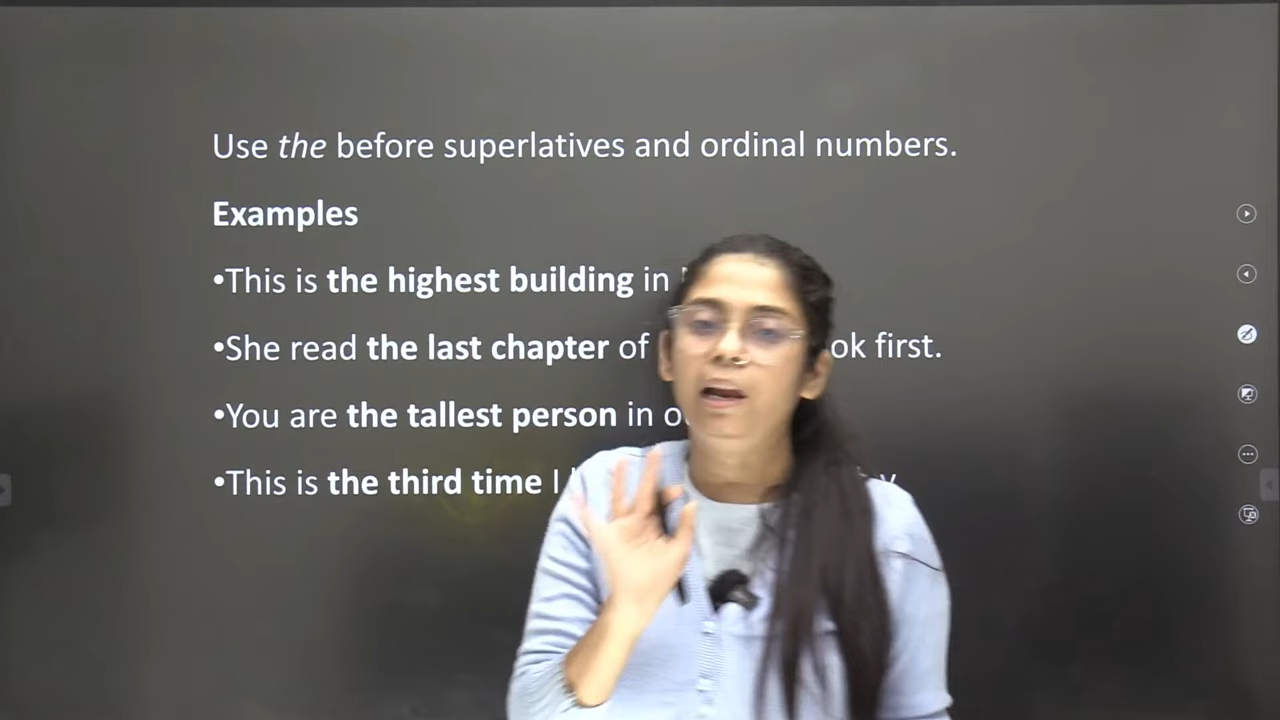 Use the before superlatives and ordinal numbers.
Examples
•This is the highest building in
•She read the last chapter of ok first.
•You are the tallest person in
•This is the third time I